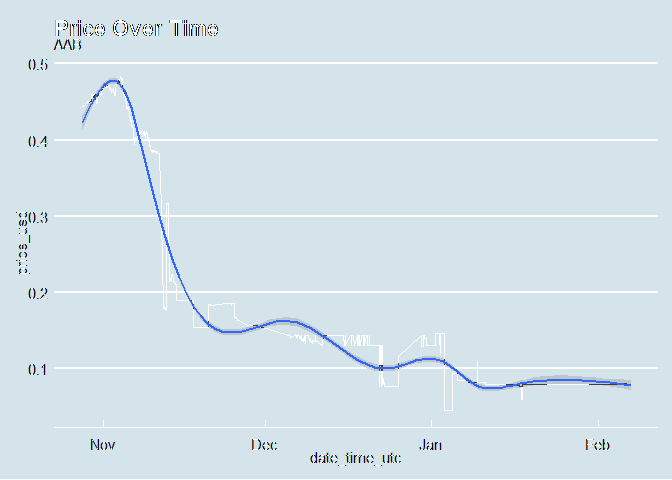 Price Over Time
AAB
0.5
0.4
0.3
0.2
0.1
price_usd
Nov
Dec
Jan
Feb
date_time_utc